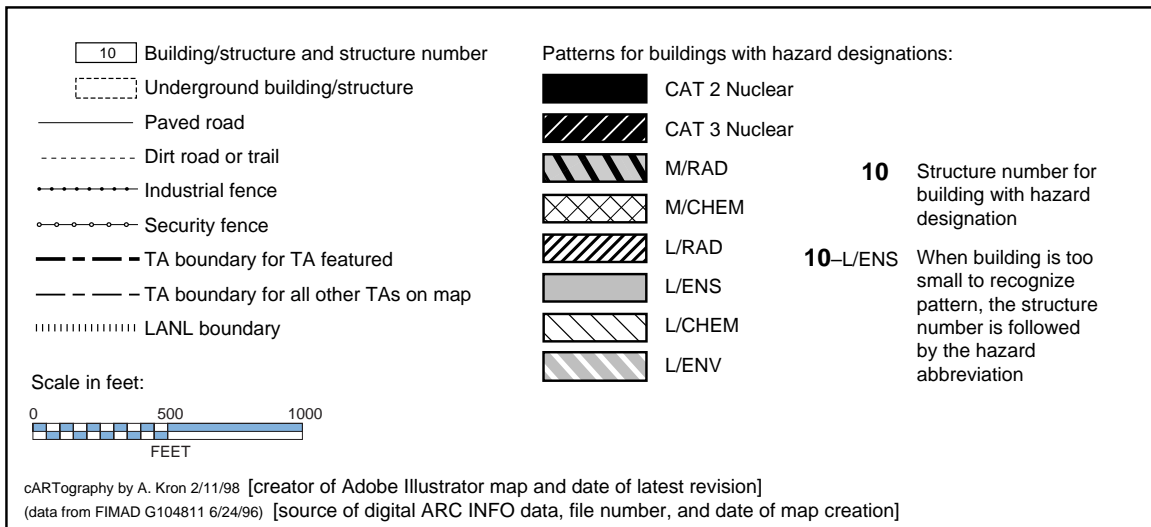 10 Building/structure and structure number
Underground building/structure
Paved road
Dirt road or trail
Industrial fence
Security fence
TA boundary for TA featured
TA boundary for all other TAs on map
LANL boundary
Scale in feet:
0 500 1000
FEET
Patterns for buildings with hazard designations:
CAT 2 Nuclear
CAT 3 Nuclear
M/RAD
M/CHEM
L/RAD
L/ENS
L/CHEM
L/ENV
10 Structure number for
building with hazard
designation
10–L/ENS When building is too
small to recognize
pattern, the structure
number is followed
by the hazard
abbreviation
cARTography by A. Kron 2/11/98 [creator of Adobe Illustrator map and date of latest revision]
(data from FIMAD G104811 6/24/96) [source of digital ARC INFO data, file number, and date of map creation]